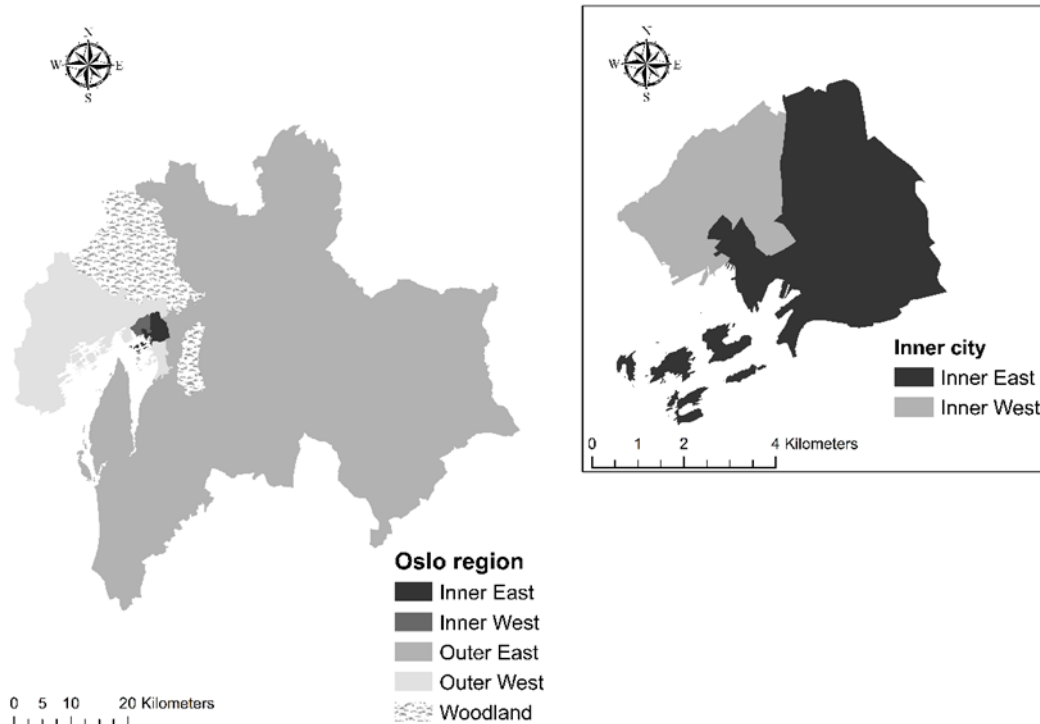 N
W E
S
Oslo region
Inner East
Inner West
Outer East
Outer West
Woodland
0 5 10 20 Kilometers
N
W E
S
Inner city
Inner East
Inner West
0 1 2 4 Kilometers